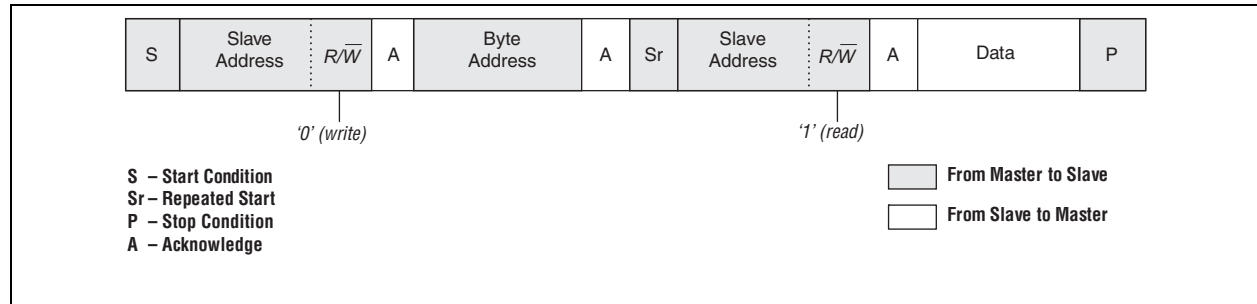 S Slave Address R/W̅ A Byte Address A Sr Slave Address R/W̅ A Data P
‘0’ (write) ‘1’ (read)
S – Start Condition
Sr – Repeated Start
P – Stop Condition
A – Acknowledge
From Master to Slave
From Slave to Master